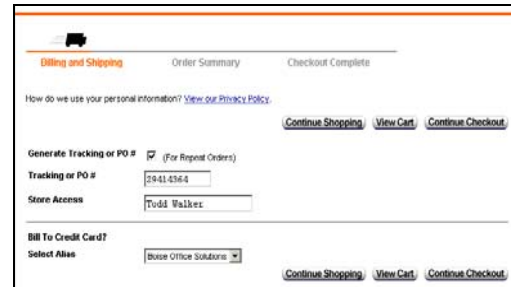 Billing and Shipping Order Summary Checkout Complete
How do we use your personal information? View our Privacy Policy.
Continue Shopping View Cart Continue Checkout
Generate Tracking or PO # (For Repeat Orders)
Tracking or PO # 29414364
Store Access Todd Walker
Bill To Credit Card?
Select Alias Boise Office Solutions
Continue Shopping View Cart Continue Checkout